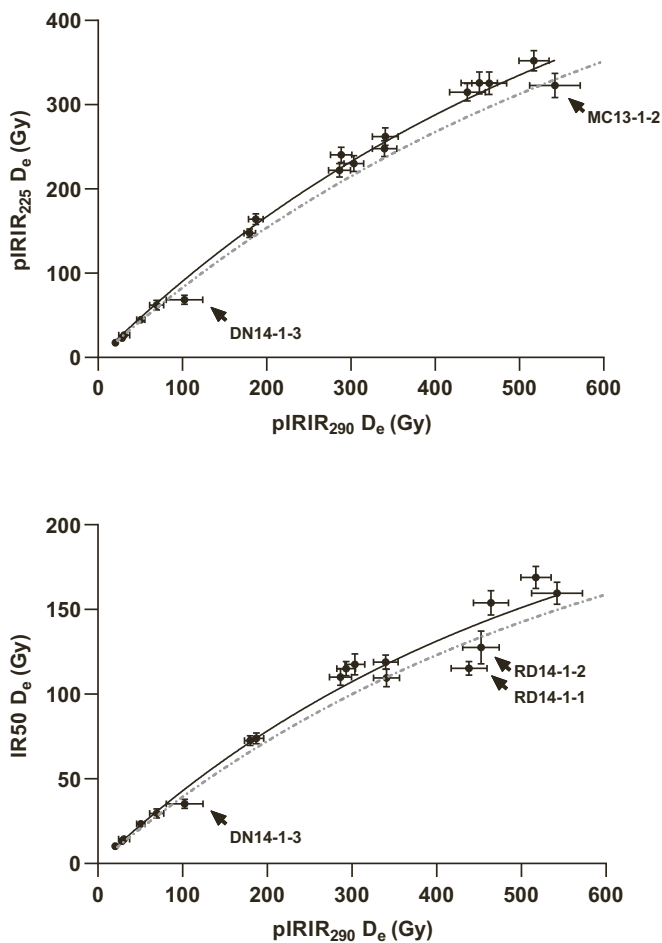 400
300
200
100
0
pIRIR225 De (Gy)
MC13-1-2
DN14-1-3
0 100 200 300 400 500 600
pIRIR290 De (Gy)
200
150
100
50
0
IR50 De (Gy)
RD14-1-2
RD14-1-1
DN14-1-3
0 100 200 300 400 500 600
pIRIR290 De (Gy)